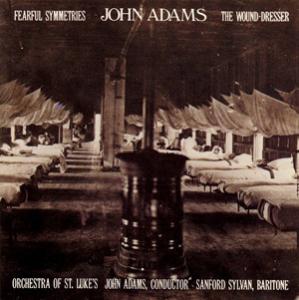 FEARFUL SYMMETRIES JOHN ADAMS THE WOUND-DRESSER
ORCHESTRA OF ST. LUKE'S JOHN ADAMS, CONDUCTOR SANFORD SYLVAN, BARITONE